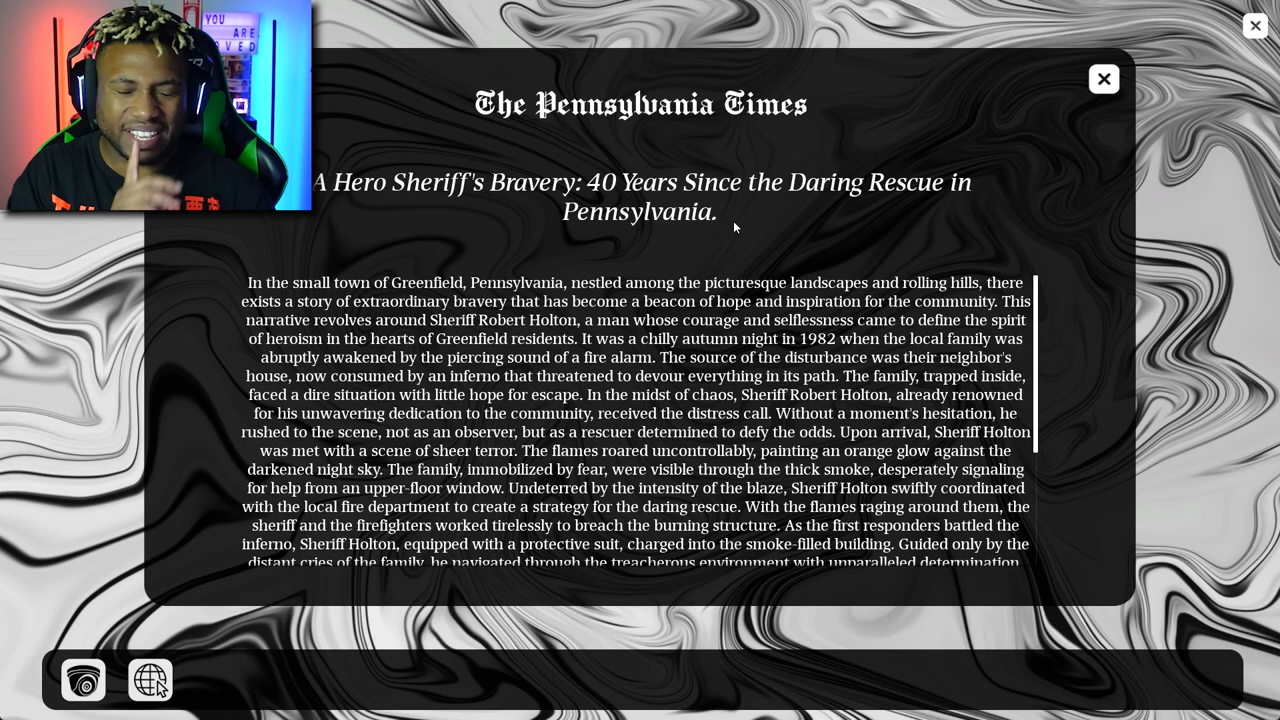 YOU
ARE
The Pennsylvania Times
A Hero Sheriff's Bravery: 40 Years Since the Daring Rescue in
Pennsylvania.
In the small town of Greenfield, Pennsylvania, nestled among the picturesque landscapes and rolling hills, there
exists a story of extraordinary bravery that has become a beacon of hope and inspiration for the community. This
narrative revolves around Sheriff Robert Holton, a man whose courage and selflessness came to define the spirit
of heroism in the hearts of Greenfield residents. It was a chilly autumn night in 1982 when the local family was
abruptly awakened by the piercing sound of a fire alarm. The source of the disturbance was their neighbor's
house, now consumed by an inferno that threatened to devour everything in its path. The family, trapped inside,
faced a dire situation with little hope for escape. In the midst of chaos, Sheriff Robert Holton, already renowned
for his unwavering dedication to the community, received the distress call. Without a moment's hesitation, he
rushed to the scene, not as an observer, but as a rescuer determined to defy the odds. Upon arrival, Sheriff Holton
was met with a scene of sheer terror. The flames roared uncontrollably, painting an orange glow against the
darkened night sky. The family, immobilized by fear, were visible through the thick smoke, desperately signaling
for help from an upper-floor window. Undeterred by the intensity of the blaze, Sheriff Holton swiftly coordinated
with the local fire department to create a strategy for the daring rescue. With the flames raging around them, the
sheriff and the firefighters worked tirelessly to breach the burning structure. As the first responders battled the
inferno, Sheriff Holton, equipped with a protective suit, charged into the smoke-filled building. Guided only by the
distant cries of the family, he navigated through the treacherous environment with unparalleled determination.